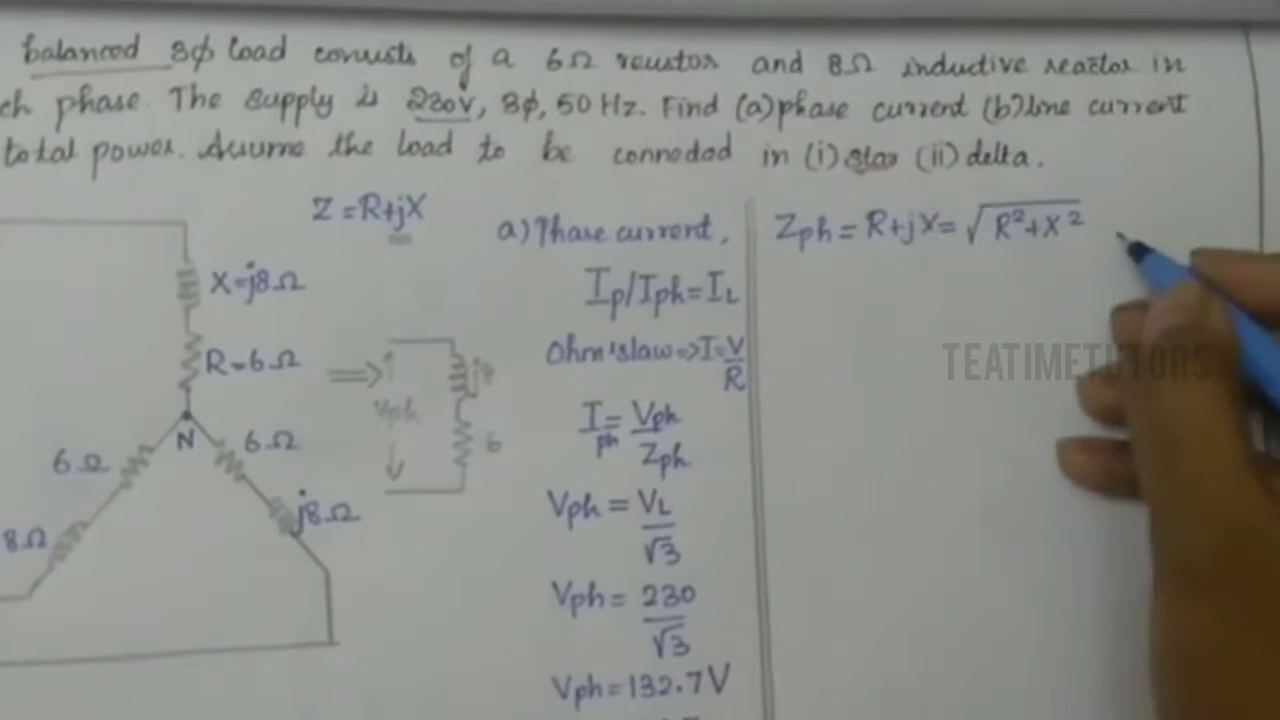 balanced 3ϕ load consists of a 6Ω resistor and 8Ω inductive reactor in
ch phase. The supply is 230V, 3ϕ, 50 Hz. Find (a)phase current (b)line current
total power. Assume the load to be connected in (i) star (ii) delta.
Z = R+jX
a) Phase current,
Ip/Iph = IL
Ohm's law => I = V/R
Iph = Vph/Zph
Vph = VL/√3
Vph = 230/√3
Vph = 132.7V
Zph = R+jX = √R²+X²
X=j8Ω
R=6Ω
N
6Ω
6Ω
8Ω
j8Ω
Vph
j8
6
TEATIMETUTORS